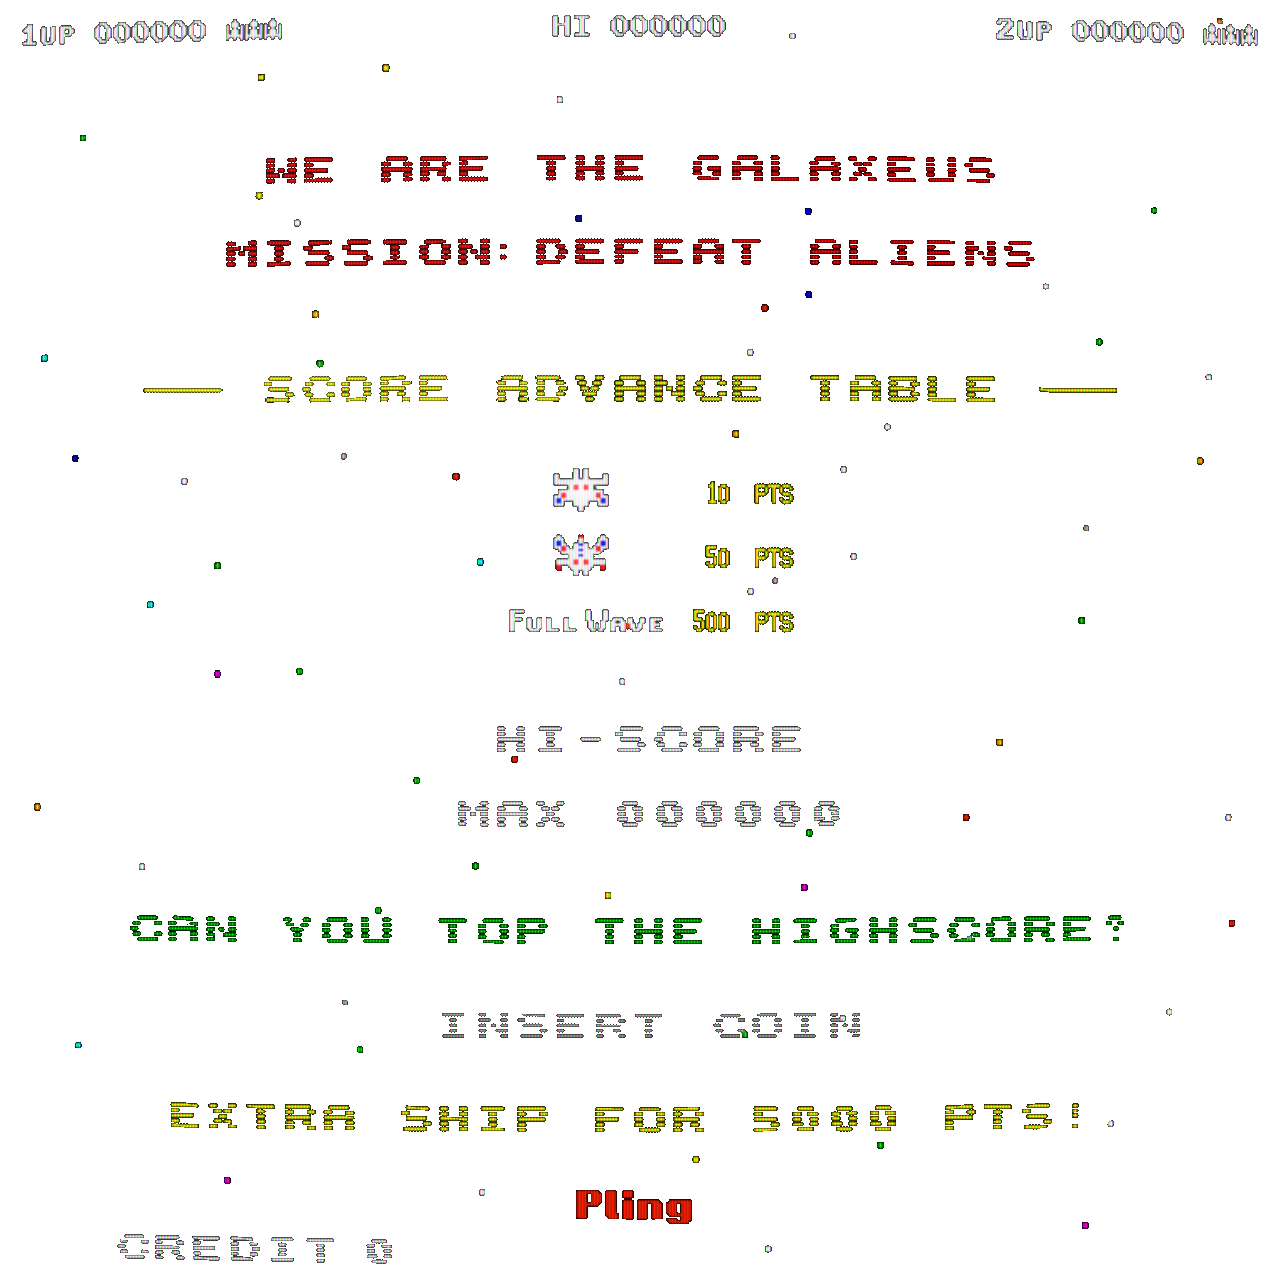 1UP 000000 HI 000000 2UP 000000
WE ARE THE GALAXEUS
MISSION: DEFEAT ALIENS
SCORE ADVANCE TABLE
10 PTS
50 PTS
FULL WAVE 500 PTS
HI-SCORE
MAX 000000
CAN YOU TOP THE HIGHSCORE?
INSERT COIN
EXTRA SHIP FOR 5000 PTS!
Pling
CREDIT 0